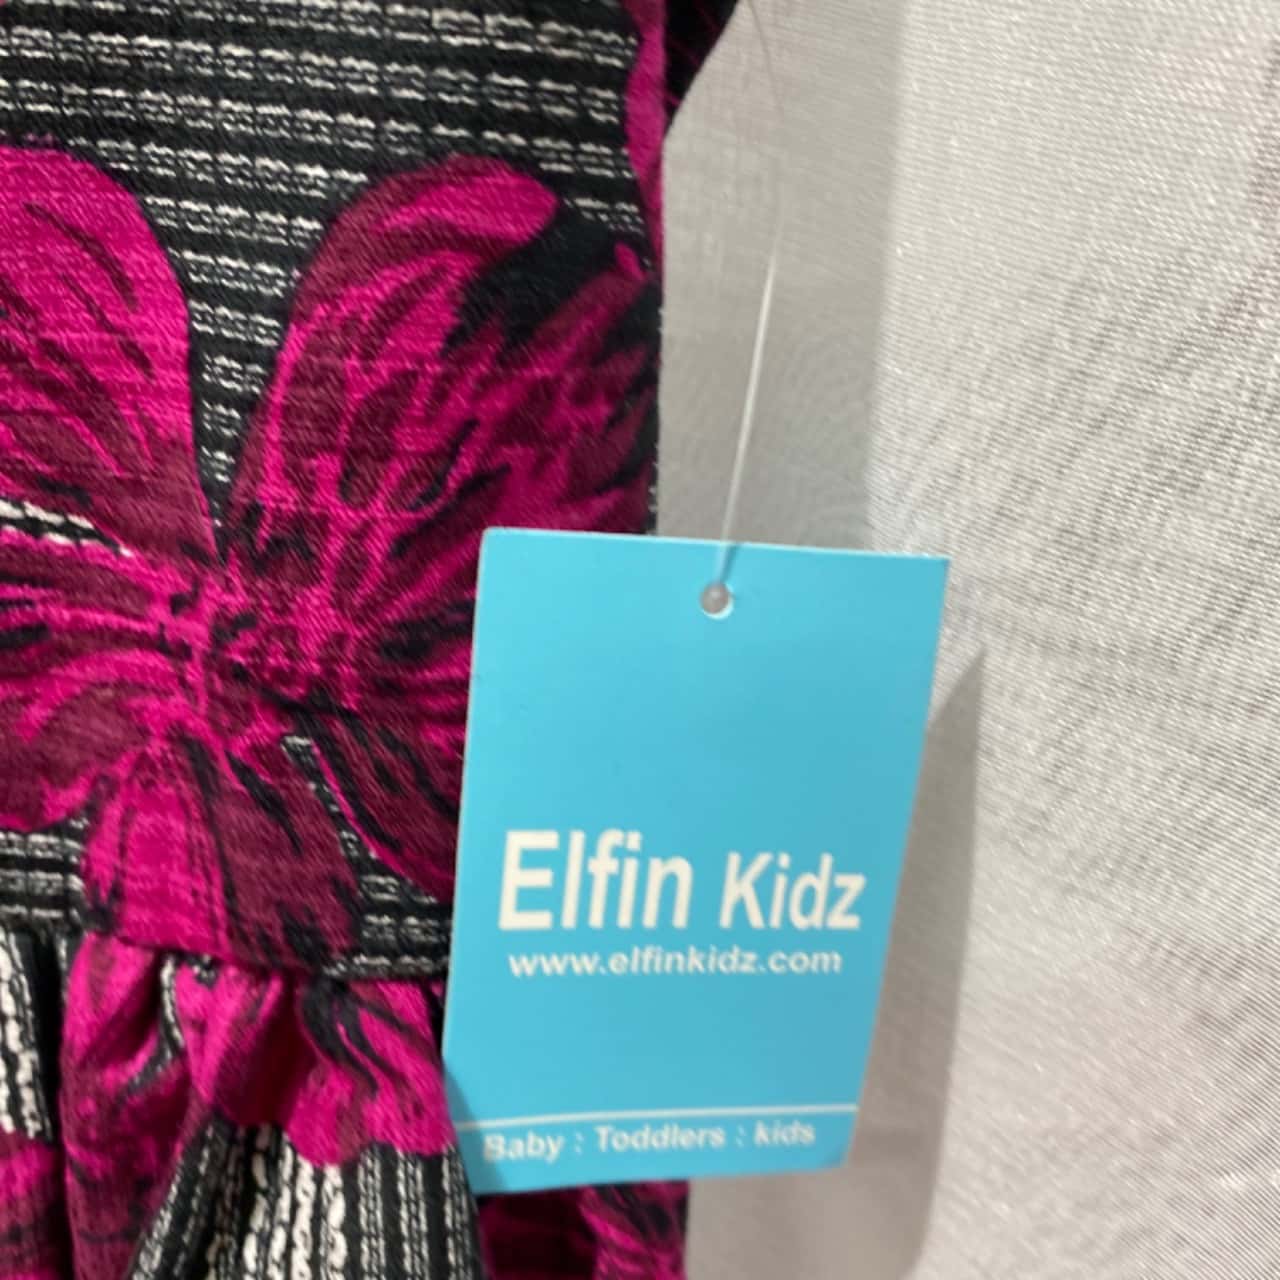 Elfin Kidz
www.elfinkidz.com
Baby : Toddlers : kids